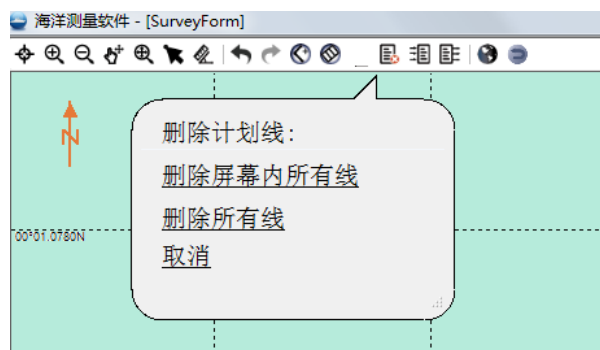 海洋测量软件 - [SurveyForm]
N
删除计划线:
删除屏幕内所有线
删除所有线
00°01.0780N
取消